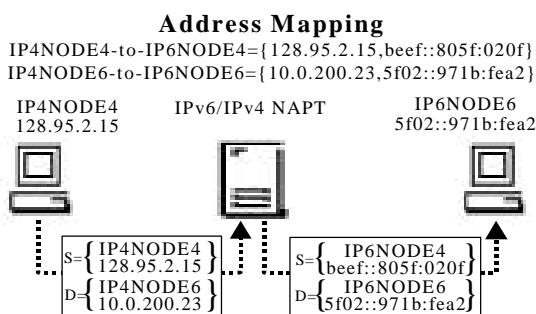 Address Mapping
IP4NODE4-to-IP6NODE4={128.95.2.15,beef::805f:020f}
IP4NODE6-to-IP6NODE6={10.0.200.23,5f02::971b:fea2}
IP4NODE4
128.95.2.15
IPv6/IPv4 NAPT
IP6NODE6
5f02::971b:fea2
S={IP4NODE4
128.95.2.15}
D={IP4NODE6
10.0.200.23}
S={IP6NODE4
beef::805f:020f}
D={IP6NODE6
5f02::971b:fea2}